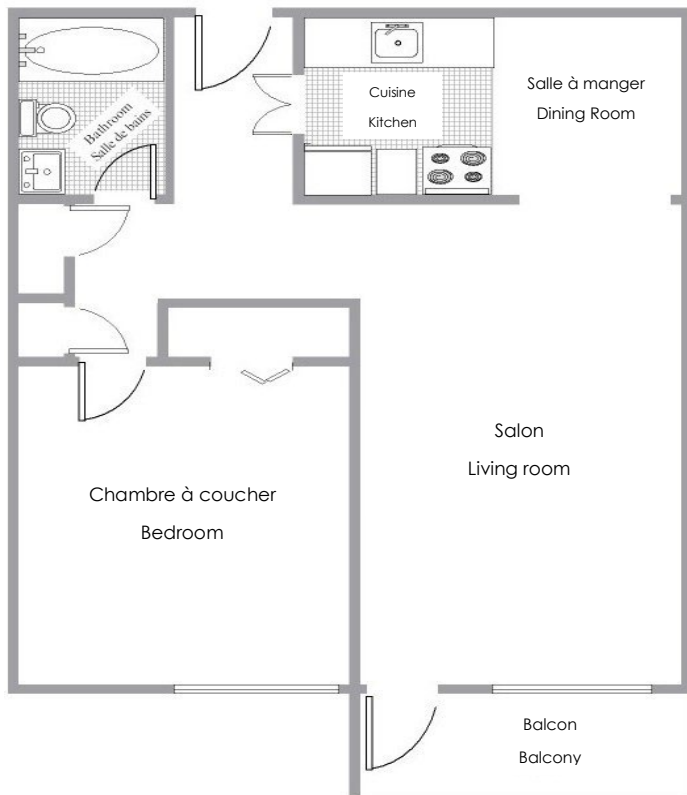 Bathroom
Salle de bains
Cuisine
Kitchen
Salle à manger
Dining Room
Salon
Living room
Chambre à coucher
Bedroom
Balcon
Balcony